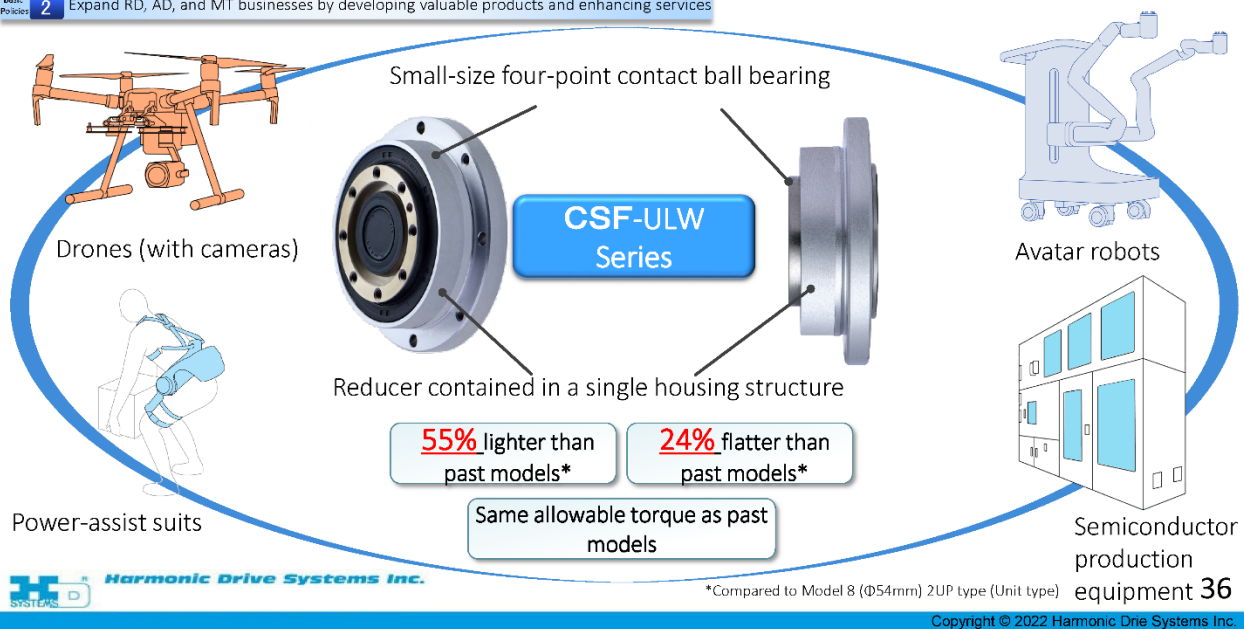 Basic
Policies 2 Expand RD, AD, and MT businesses by developing valuable products and enhancing services
Small-size four-point contact ball bearing
CSF-ULW
Series
Drones (with cameras)
Avatar robots
Reducer contained in a single housing structure
55% lighter than
past models*
24% flatter than
past models*
Same allowable torque as past
models
Power-assist suits
Semiconductor
production
equipment 36
HD
SYSTEMS
®
Harmonic Drive Systems Inc.
*Compared to Model 8 (Φ54mm) 2UP type (Unit type)
Copyright © 2022 Harmonic Drie Systems Inc.